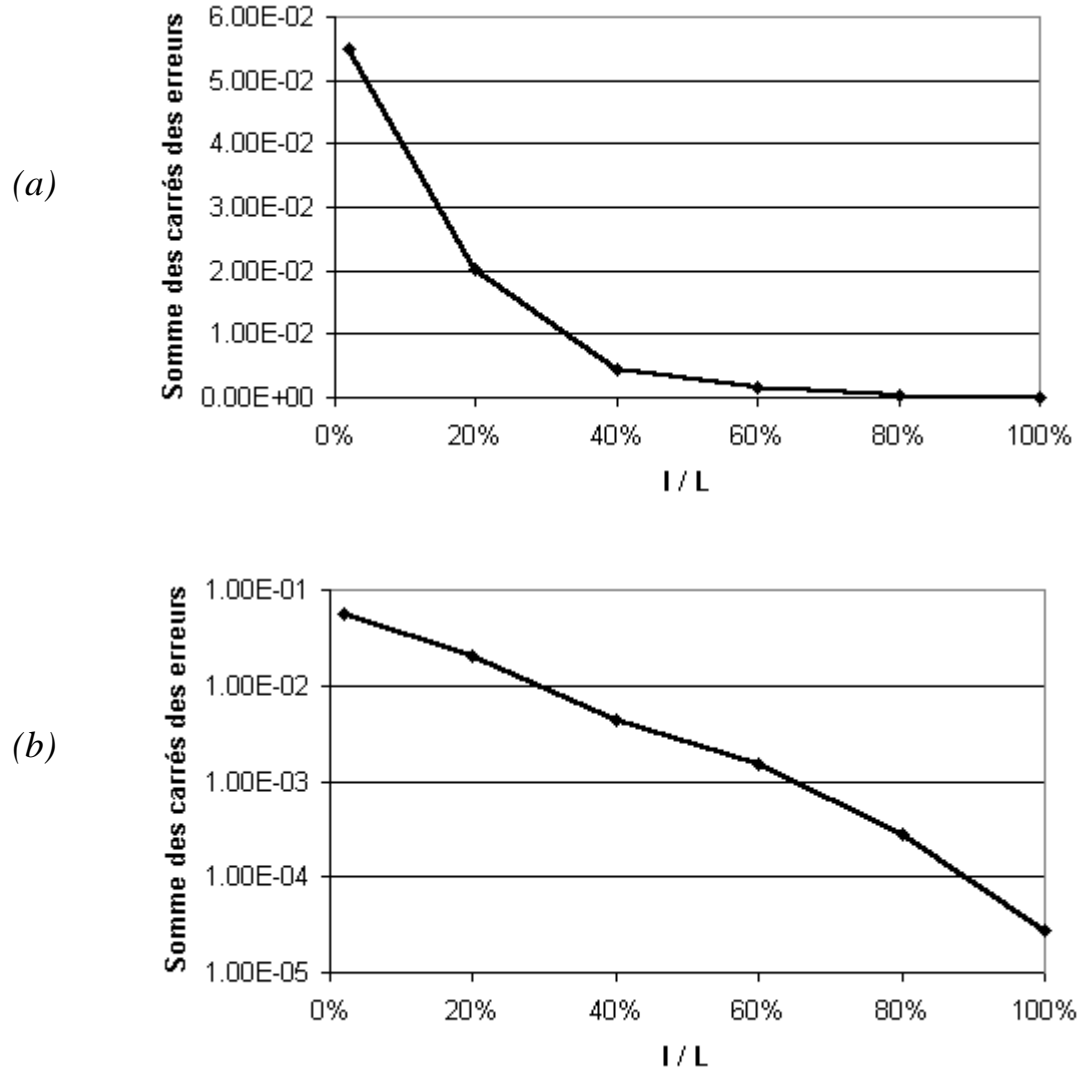 (a)
Somme des carrés des erreurs
6.00E-02
5.00E-02
4.00E-02
3.00E-02
2.00E-02
1.00E-02
0.00E+00
0% 20% 40% 60% 80% 100%
l / L
(b)
Somme des carrés des erreurs
1.00E-01
1.00E-02
1.00E-03
1.00E-04
1.00E-05
0% 20% 40% 60% 80% 100%
l / L